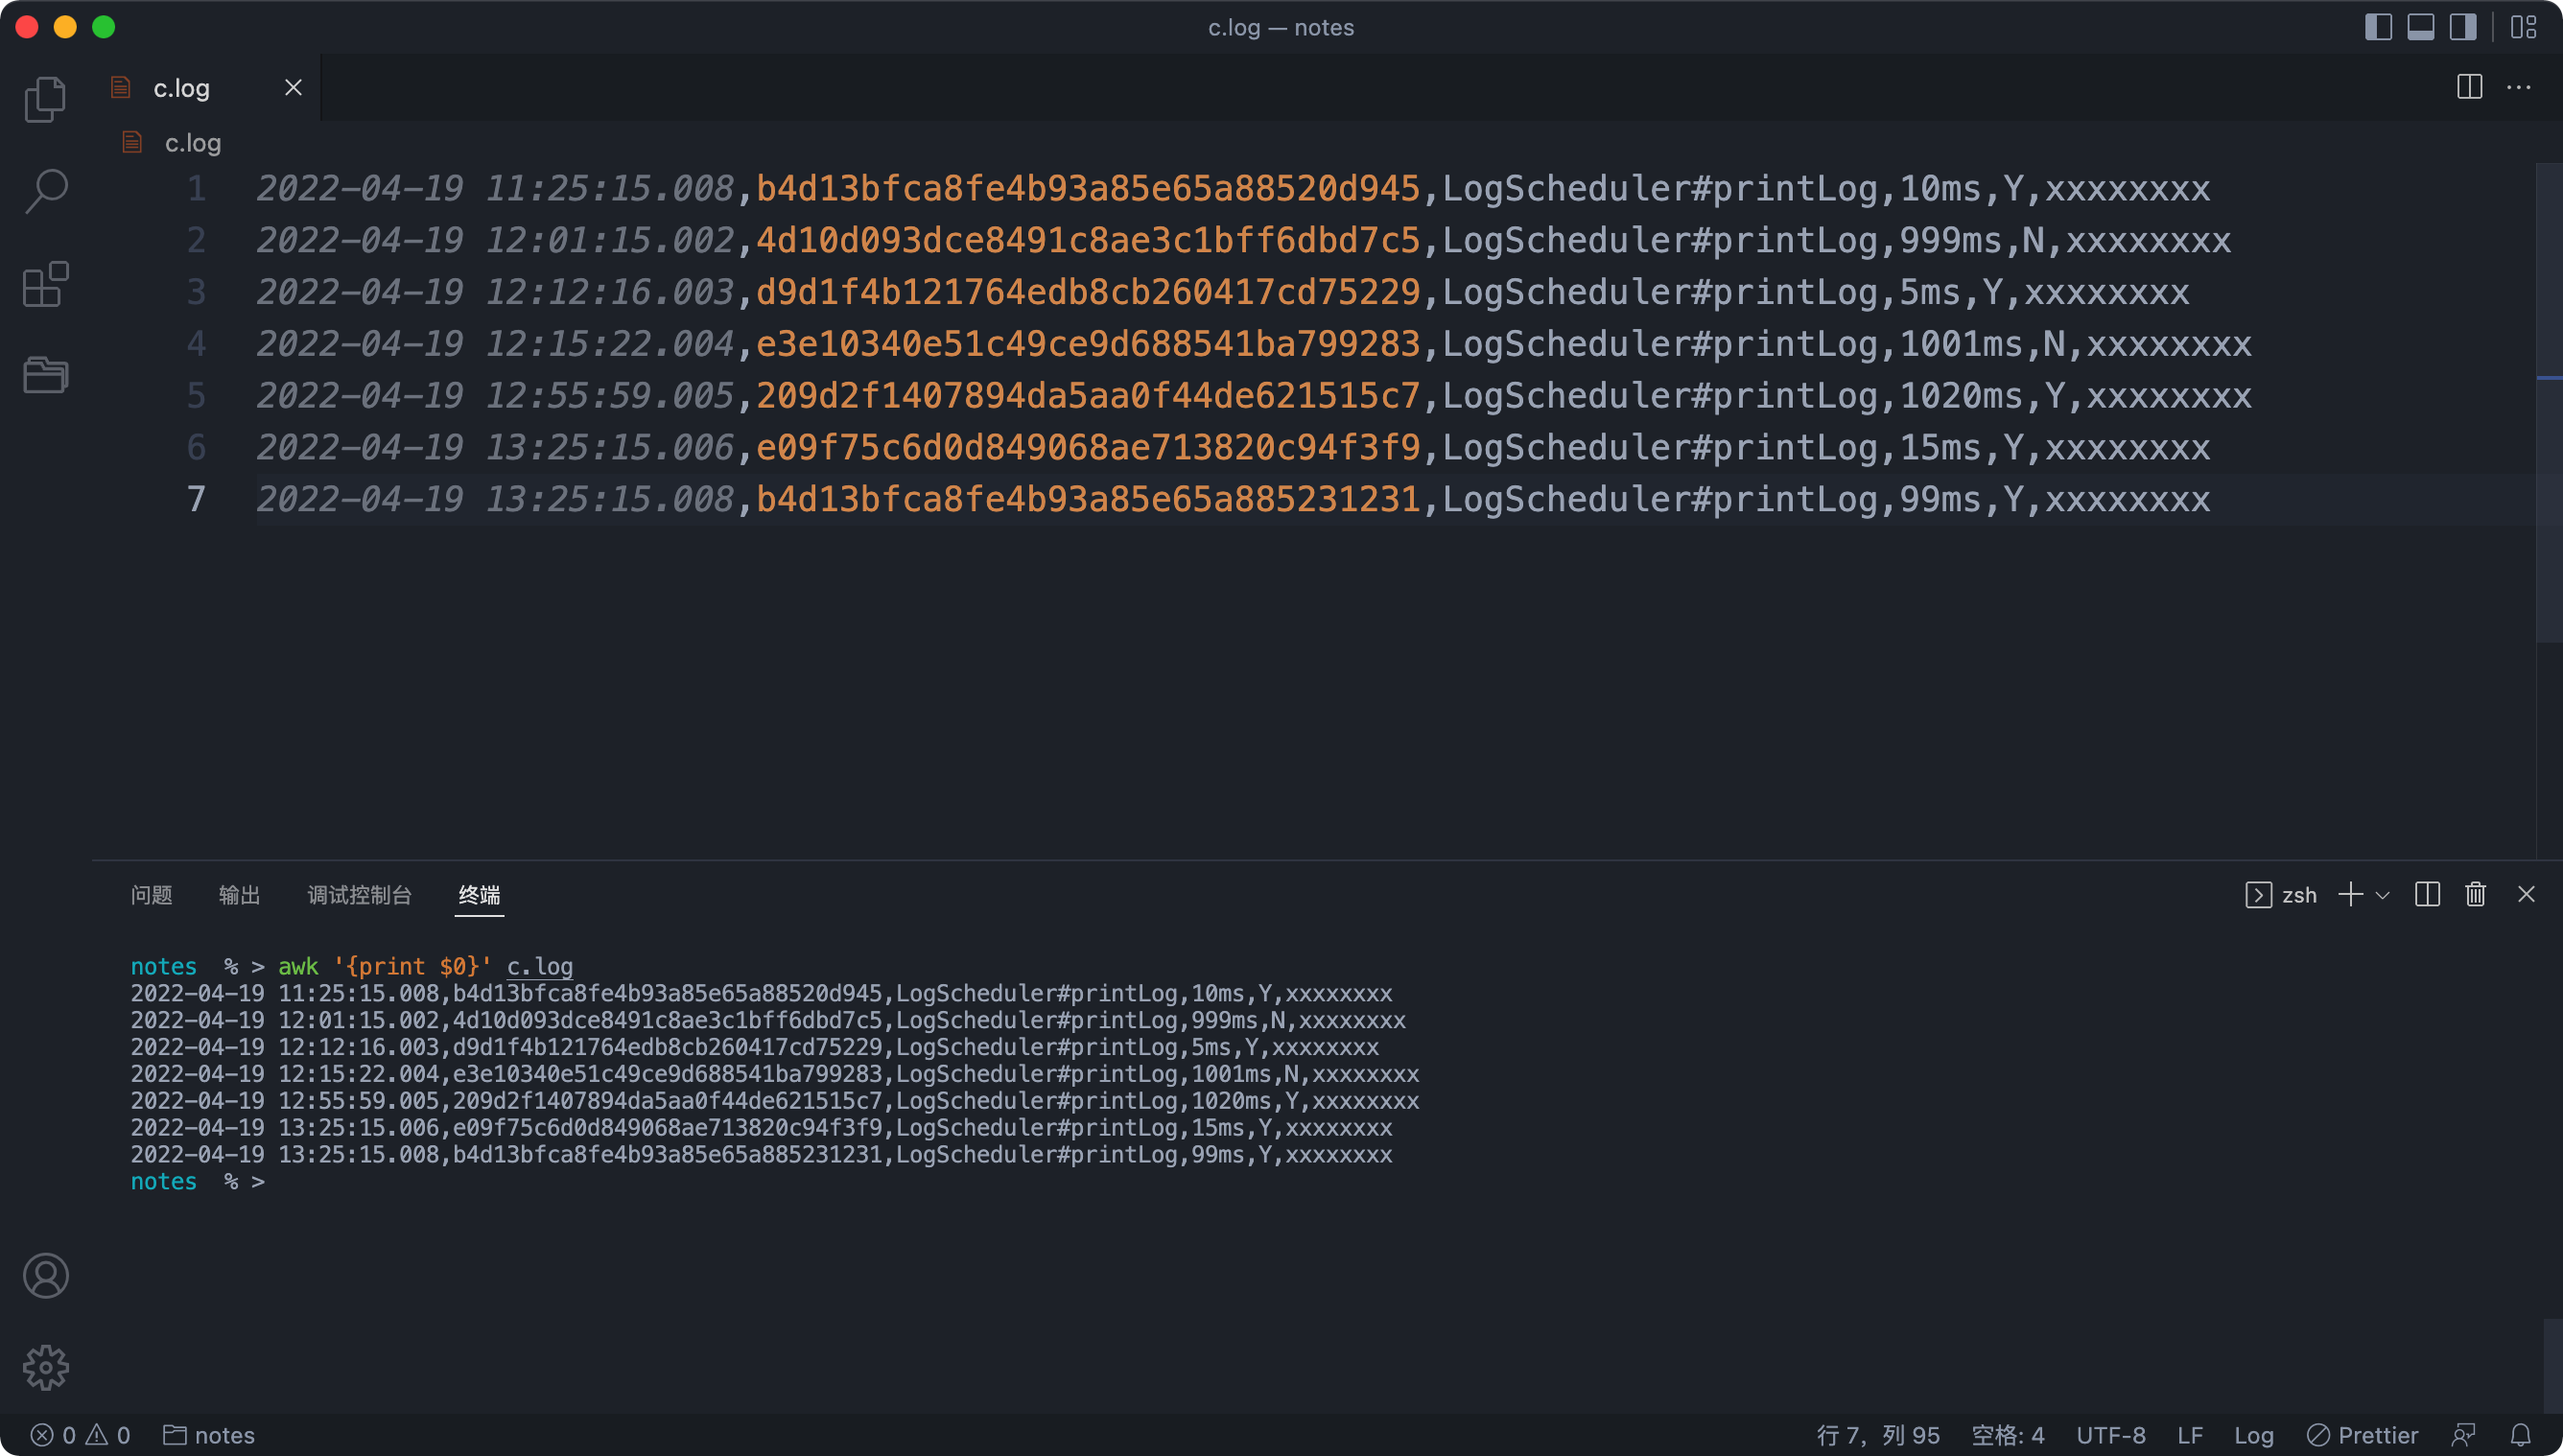 c.log — notes
c.log
c.log
1 2022-04-19 11:25:15.008,b4d13bfca8fe4b93a85e65a88520d945,LogScheduler#printLog,10ms,Y,xxxxxxxx
2 2022-04-19 12:01:15.002,4d10d093dce8491c8ae3c1bff6dbd7c5,LogScheduler#printLog,999ms,N,xxxxxxxx
3 2022-04-19 12:12:16.003,d9d1f4b121764edb8cb260417cd75229,LogScheduler#printLog,5ms,Y,xxxxxxxx
4 2022-04-19 12:15:22.004,e3e10340e51c49ce9d688541ba799283,LogScheduler#printLog,1001ms,N,xxxxxxxx
5 2022-04-19 12:55:59.005,209d2f1407894da5aa0f44de621515c7,LogScheduler#printLog,1020ms,Y,xxxxxxxx
6 2022-04-19 13:25:15.006,e09f75c6d0d849068ae713820c94f3f9,LogScheduler#printLog,15ms,Y,xxxxxxxx
7 2022-04-19 13:25:15.008,b4d13bfca8fe4b93a85e65a885231231,LogScheduler#printLog,99ms,Y,xxxxxxxx
问题 输出 调试控制台 终端 zsh
notes % > awk '{print $0}' c.log
2022-04-19 11:25:15.008,b4d13bfca8fe4b93a85e65a88520d945,LogScheduler#printLog,10ms,Y,xxxxxxxx
2022-04-19 12:01:15.002,4d10d093dce8491c8ae3c1bff6dbd7c5,LogScheduler#printLog,999ms,N,xxxxxxxx
2022-04-19 12:12:16.003,d9d1f4b121764edb8cb260417cd75229,LogScheduler#printLog,5ms,Y,xxxxxxxx
2022-04-19 12:15:22.004,e3e10340e51c49ce9d688541ba799283,LogScheduler#printLog,1001ms,N,xxxxxxxx
2022-04-19 12:55:59.005,209d2f1407894da5aa0f44de621515c7,LogScheduler#printLog,1020ms,Y,xxxxxxxx
2022-04-19 13:25:15.006,e09f75c6d0d849068ae713820c94f3f9,LogScheduler#printLog,15ms,Y,xxxxxxxx
2022-04-19 13:25:15.008,b4d13bfca8fe4b93a85e65a885231231,LogScheduler#printLog,99ms,Y,xxxxxxxx
notes % >
0 0 notes 行 7，列 95 空格: 4 UTF-8 LF Log Prettier